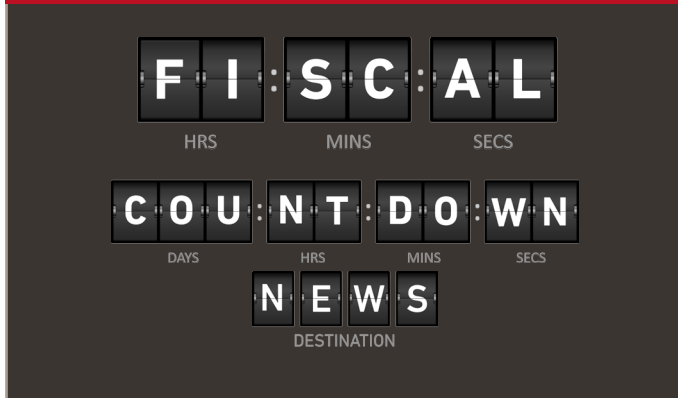 FI:SC:AL
HRS MINS SECS
COU:NT:DO:WN
DAYS HRS MINS SECS
NEWS
DESTINATION